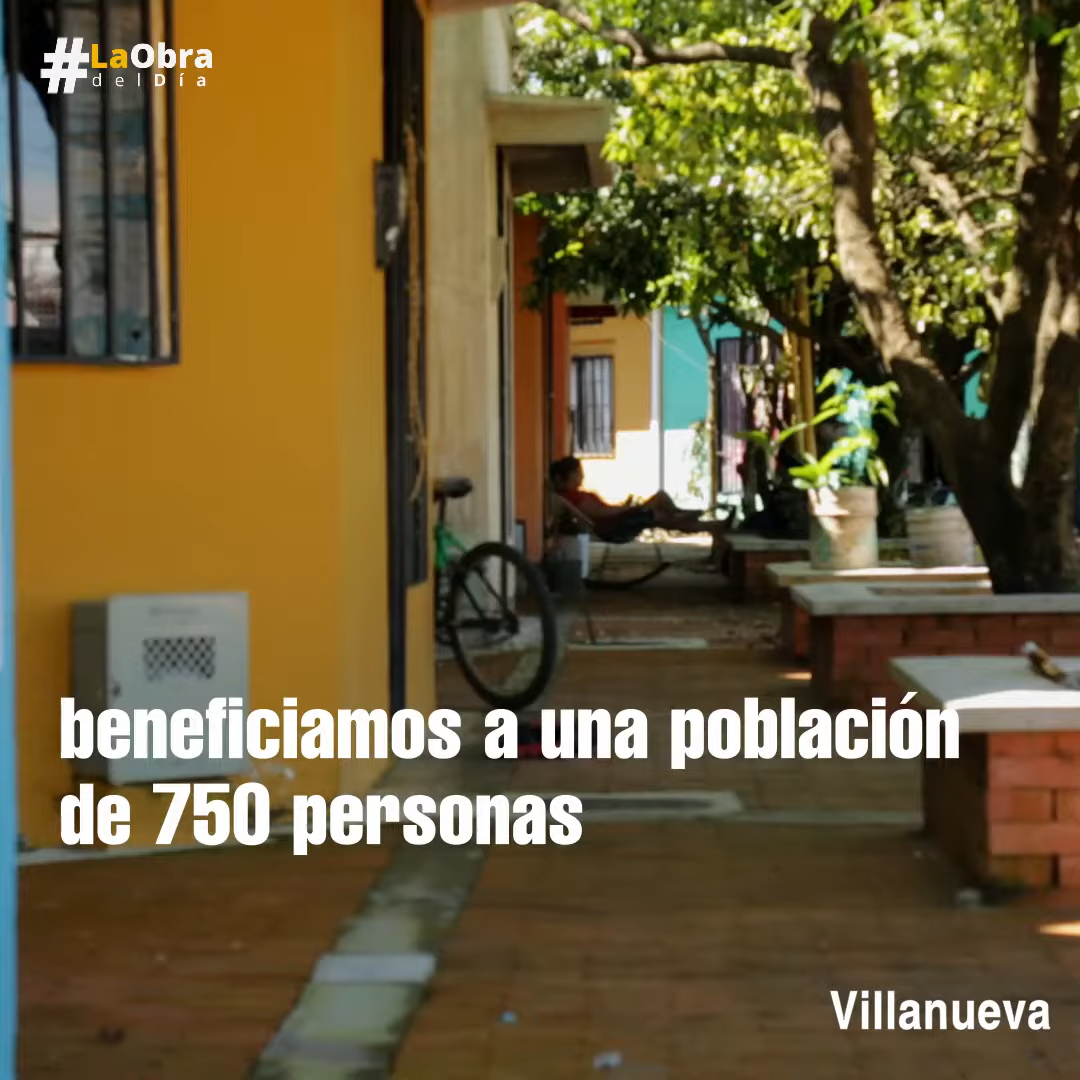 #LaObra
delDía
beneficiamos a una población
de 750 personas
Villanueva